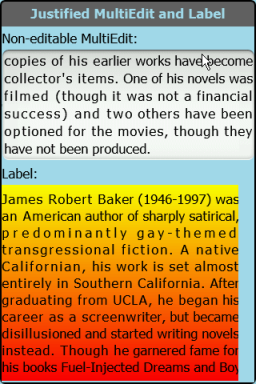 Justified MultiEdit and Label
Non-editable MultiEdit:
copies of his earlier works have become
collector's items. One of his novels was
filmed (though it was not a financial
success) and two others have been
optioned for the movies, though they
have not been produced.
Label:
James Robert Baker (1946-1997) was
an American author of sharply satirical,
predominantly gay-themed
transgressional fiction. A native
Californian, his work is set almost
entirely in Southern California. After
graduating from UCLA, he began his
career as a screenwriter, but became
disillusioned and started writing novels
instead. Though he garnered fame for
his books Fuel-Injected Dreams and Boy